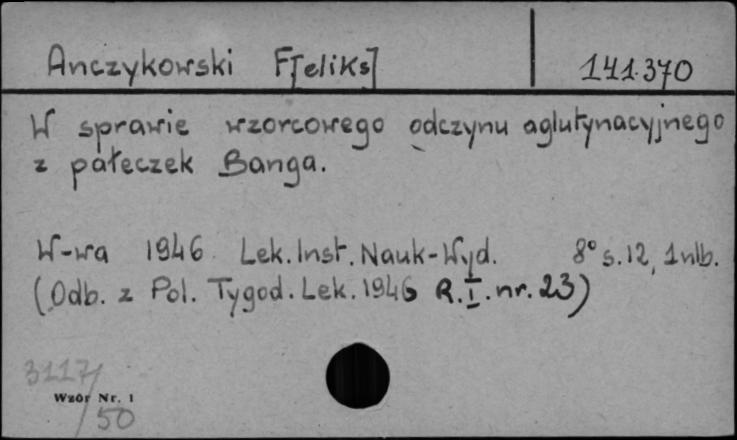 Anczykowski F[eliks] 141.370
W sprawie wzorcowego odczynu aglutynacyjnego
z pałeczek Banga.
W-wa 1946 Lek. Inst. Nauk-Wyd. 8° s. 12, 1 nlb.
(Odb. z Pol. Tygod. Lek. 1946 R. I. nr. 23)
3117/
Wzór Nr. 1
50